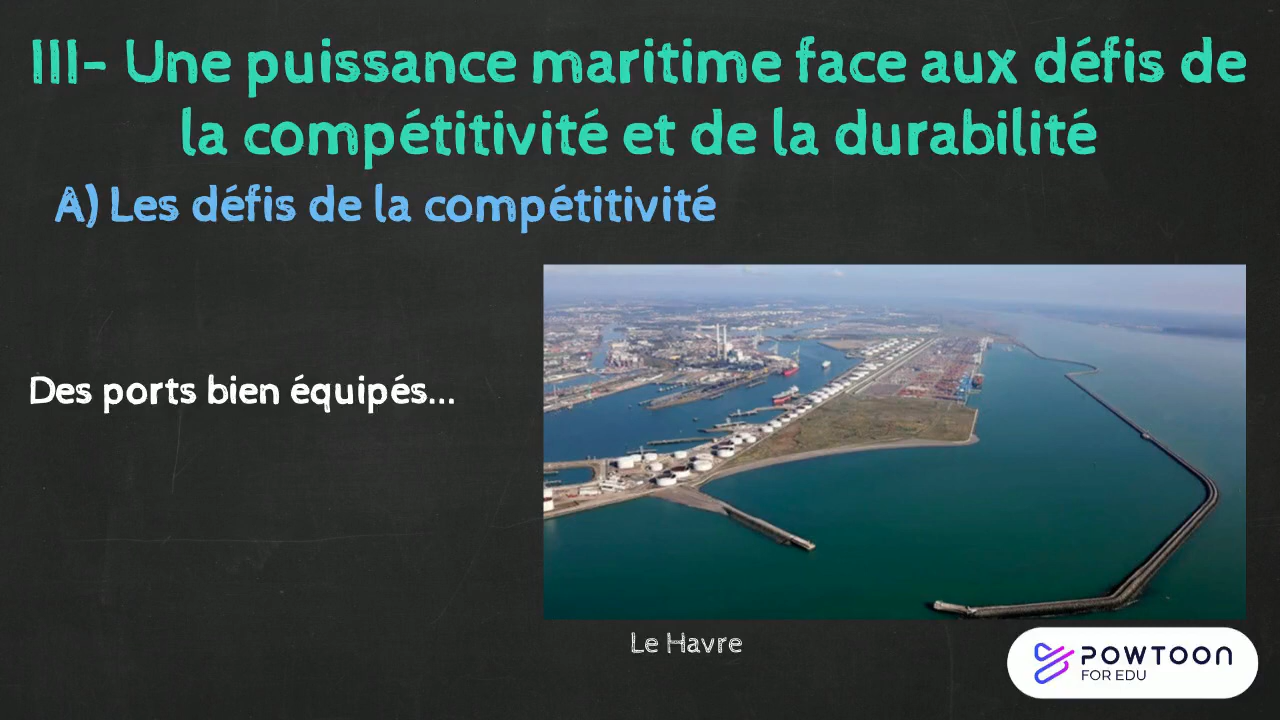 III- Une puissance maritime face aux défis de
la compétitivité et de la durabilité
A) Les défis de la compétitivité
Des ports bien équipés...
Le Havre
POWTOON
FOR EDU